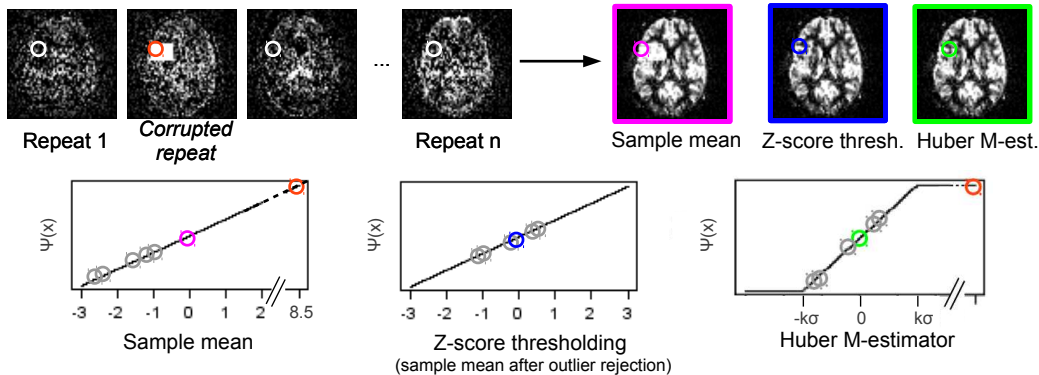 ...
Repeat 1
Corrupted
repeat
Repeat n
Sample mean
Z-score thresh.
Huber M-est.
Ψ(x)
-3 -2 -1 0 1 2 8.5
Sample mean
Ψ(x)
-3 -2 -1 0 1 2 3
Z-score thresholding
(sample mean after outlier rejection)
Ψ(x)
-kσ 0 kσ
Huber M-estimator